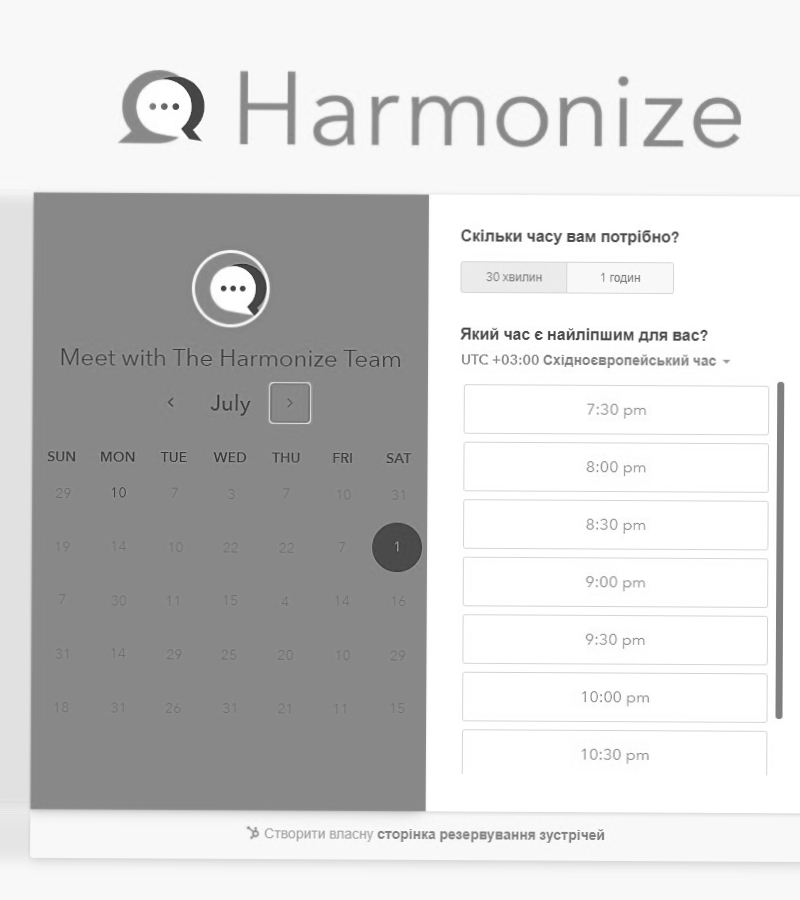 Harmonize
Meet with The Harmonize Team
July
SUN MON TUE WED THU FRI SAT
29 10 7 3 7 10 31
19 14 10 22 22 7 1
7 30 11 15 4 14 16
31 14 29 25 20 10 29
18 31 26 31 21 11 15
Скільки часу вам потрібно?
30 хвилин 1 годин
Який час є найліпшим для вас?
UTC +03:00 Східноєвропейський час
7:30 pm
8:00 pm
8:30 pm
9:00 pm
9:30 pm
10:00 pm
10:30 pm
Створити власну сторінка резервування зустрічей